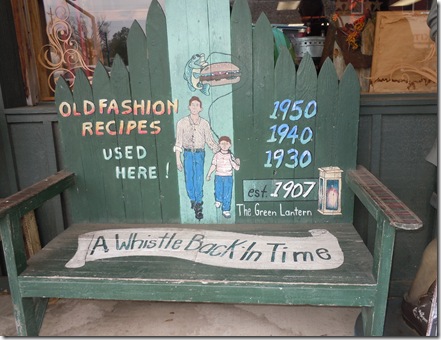 OLD FASHION
RECIPES
USED
HERE!
1950
1940
1930
est. 1907
The Green Lantern
A Whistle Back In Time